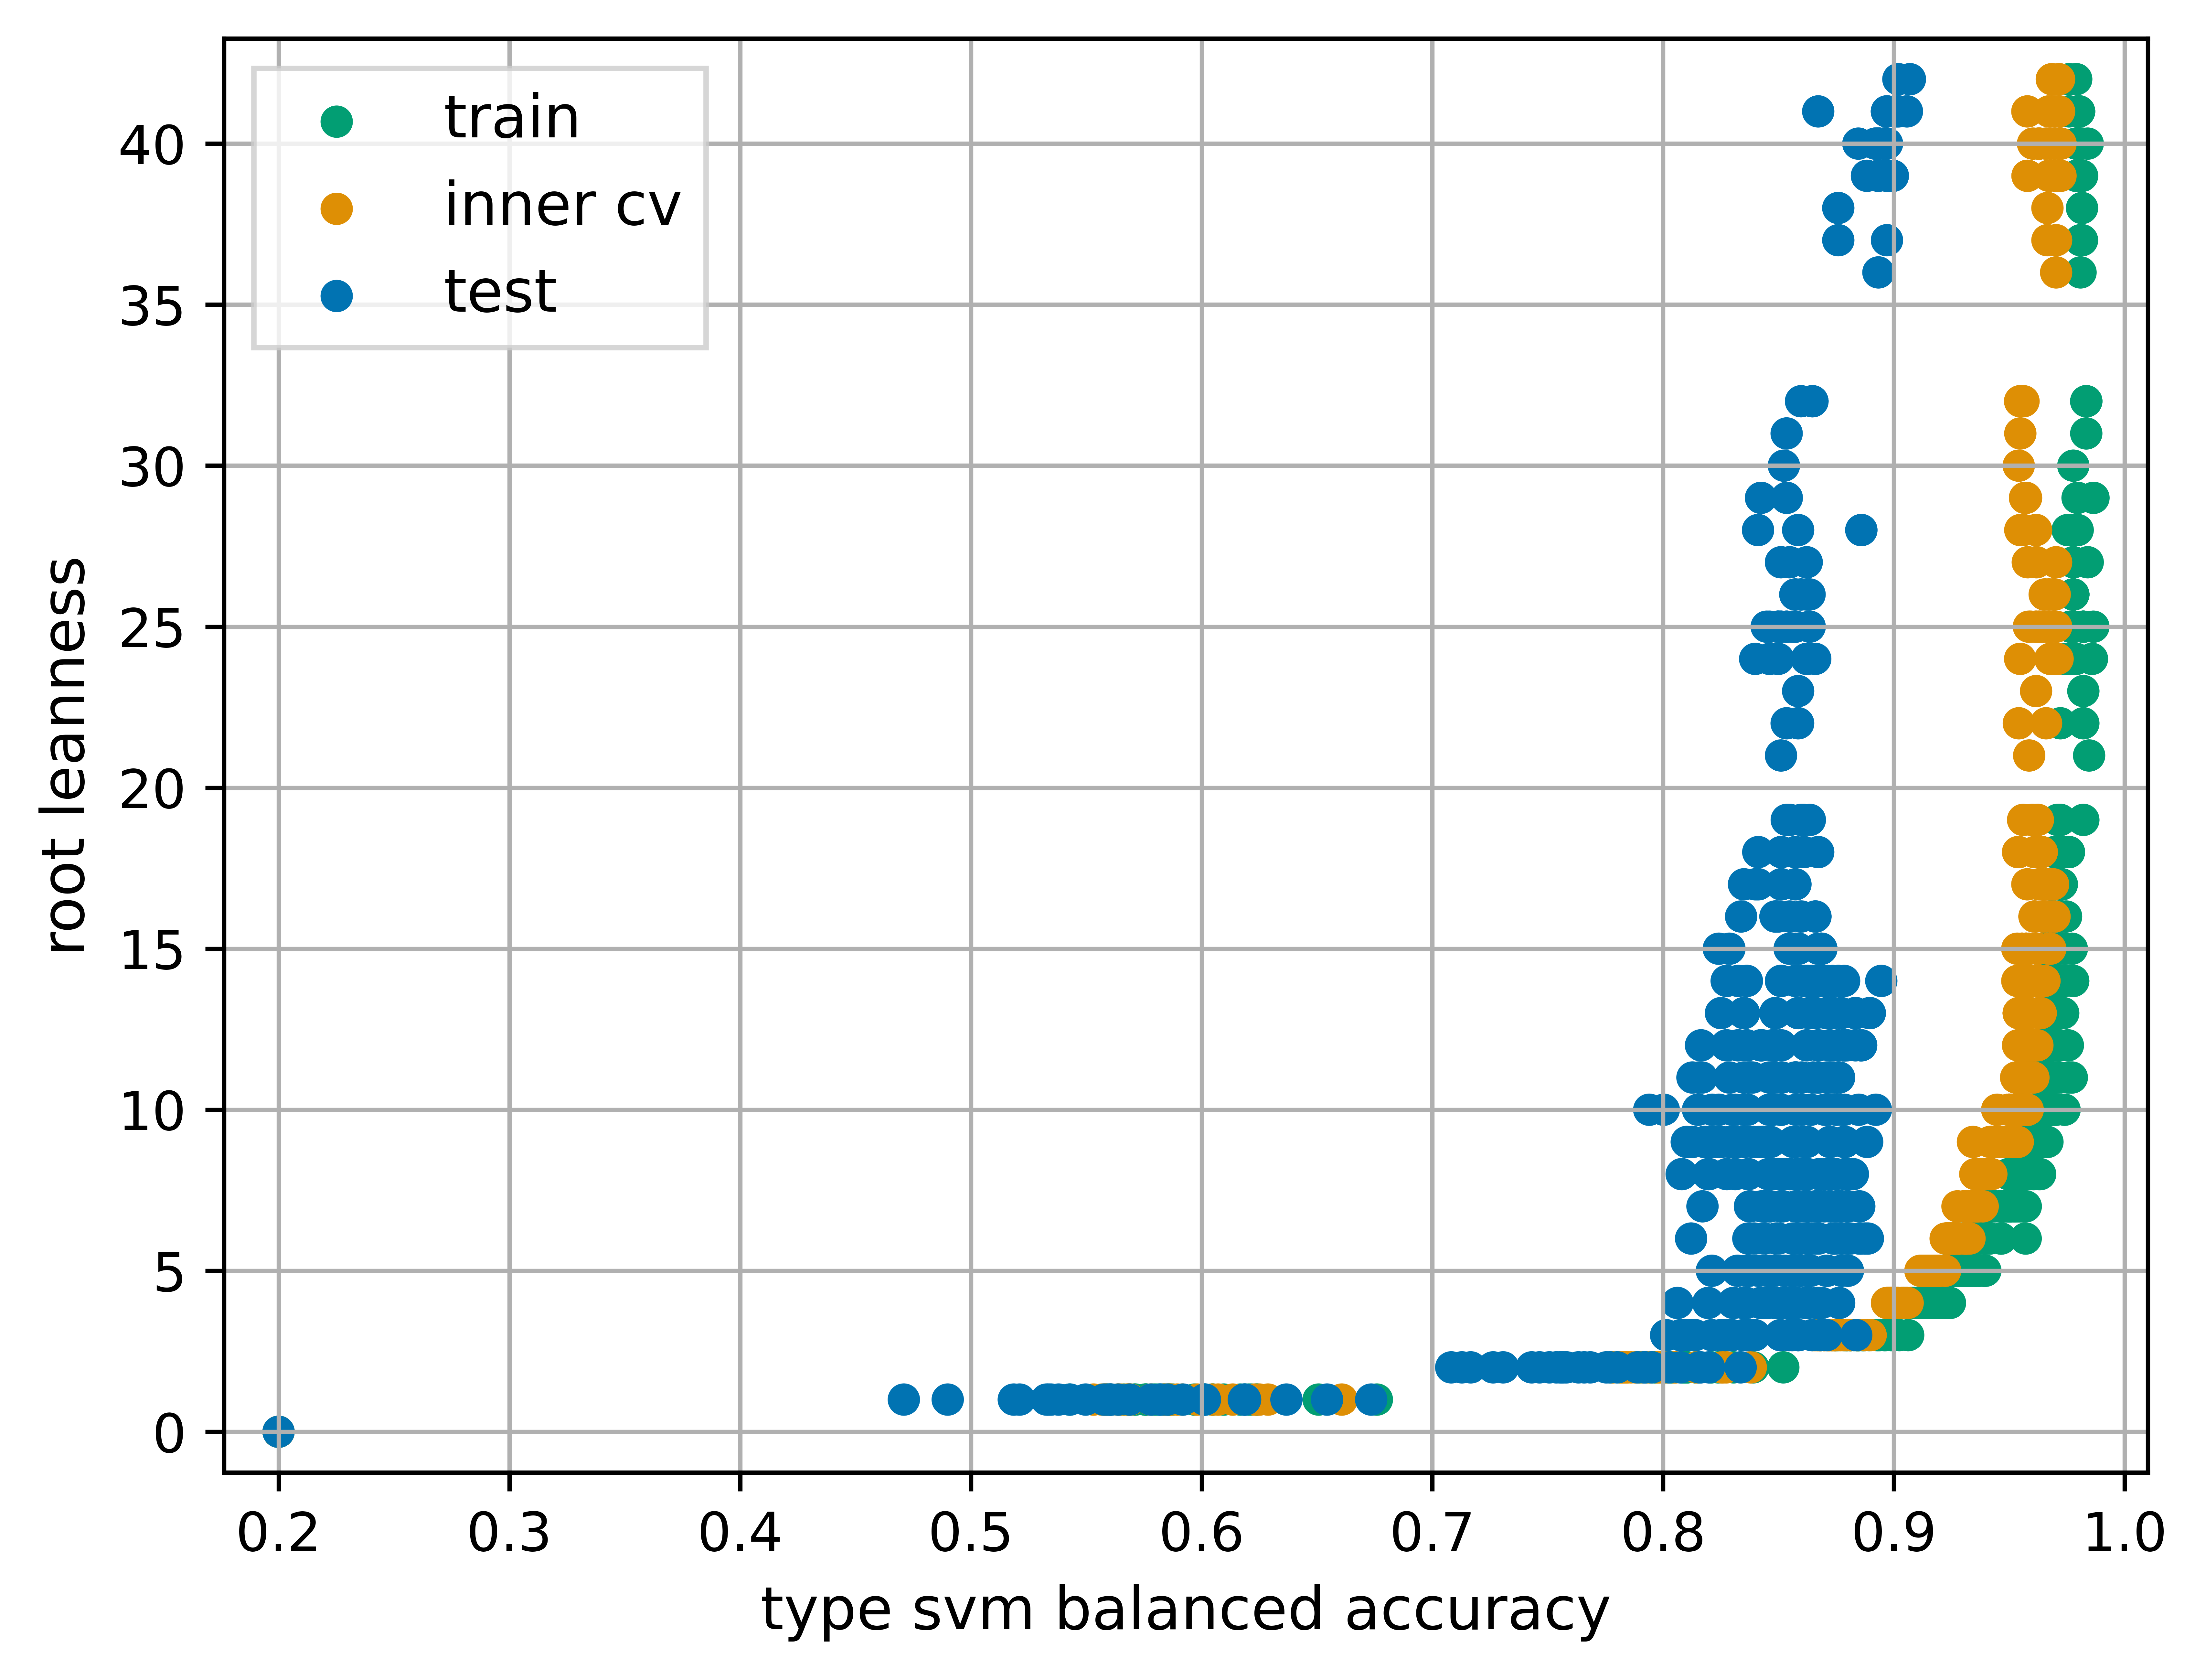 train
inner cv
test
40
35
30
25
20
15
10
5
0
root leanness
0.2 0.3 0.4 0.5 0.6 0.7 0.8 0.9 1.0
type svm balanced accuracy